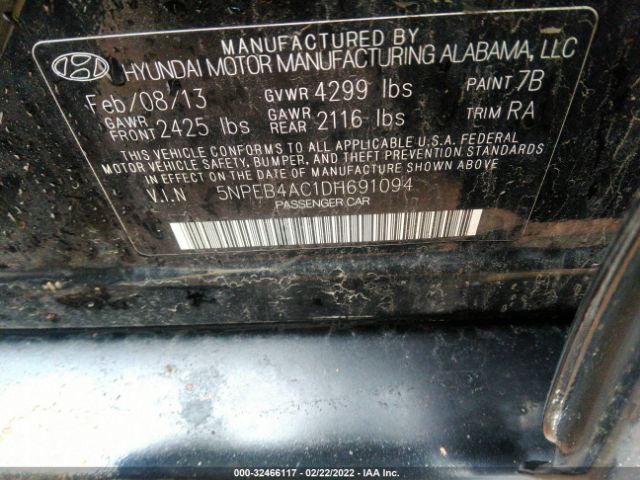 MANUFACTURED BY
HYUNDAI MOTOR MANUFACTURING ALABAMA, LLC
Feb/08/13 GVWR 4299 lbs PAINT 7B
GAWR FRONT 2425 lbs GAWR REAR 2116 lbs TRIM RA
THIS VEHICLE CONFORMS TO ALL APPLICABLE U.S.A. FEDERAL
MOTOR VEHICLE SAFETY, BUMPER, AND THEFT PREVENTION STANDARDS
IN EFFECT ON THE DATE OF MANUFACTURE SHOWN ABOVE.
V.I.N 5NPEB4AC1DH691094
PASSENGER CAR
000-32466117 - 02/22/2022 - IAA Inc.